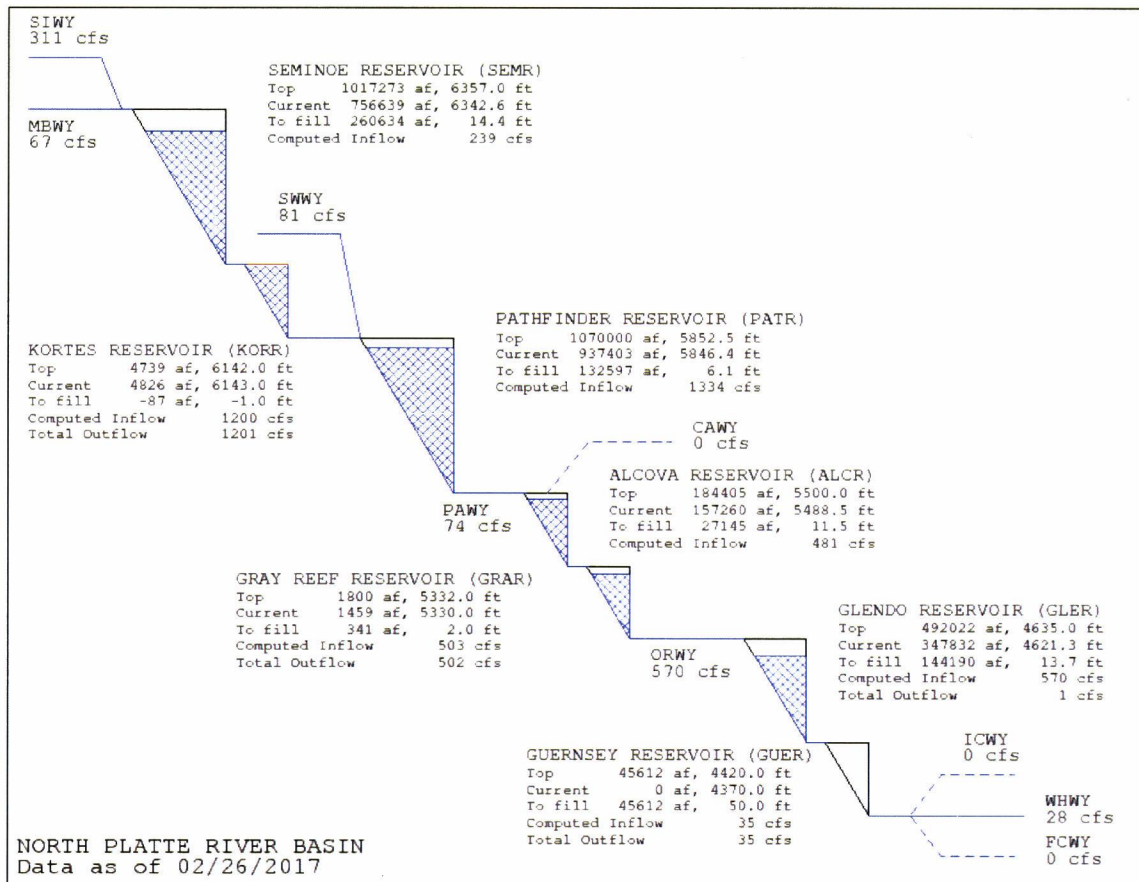 SIWY
311 cfs
MBWY
67 cfs
SEMINOE RESERVOIR (SEMR)
Top 1017273 af, 6357.0 ft
Current 756639 af, 6342.6 ft
To fill 260634 af, 14.4 ft
Computed Inflow 239 cfs
SWWY
81 cfs
KORTES RESERVOIR (KORR)
Top 4739 af, 6142.0 ft
Current 4826 af, 6143.0 ft
To fill -87 af, -1.0 ft
Computed Inflow 1200 cfs
Total Outflow 1201 cfs
PATHFINDER RESERVOIR (PATR)
Top 1070000 af, 5852.5 ft
Current 937403 af, 5846.4 ft
To fill 132597 af, 6.1 ft
Computed Inflow 1334 cfs
CAWY
0 cfs
PAWY
74 cfs
ALCOVA RESERVOIR (ALCR)
Top 184405 af, 5500.0 ft
Current 157260 af, 5488.5 ft
To fill 27145 af, 11.5 ft
Computed Inflow 481 cfs
GRAY REEF RESERVOIR (GRAR)
Top 1800 af, 5332.0 ft
Current 1459 af, 5330.0 ft
To fill 341 af, 2.0 ft
Computed Inflow 503 cfs
Total Outflow 502 cfs
ORWY
570 cfs
GLENDO RESERVOIR (GLER)
Top 492022 af, 4635.0 ft
Current 347832 af, 4621.3 ft
To fill 144190 af, 13.7 ft
Computed Inflow 570 cfs
Total Outflow 1 cfs
GUERNSEY RESERVOIR (GUER)
Top 45612 af, 4420.0 ft
Current 0 af, 4370.0 ft
To fill 45612 af, 50.0 ft
Computed Inflow 35 cfs
Total Outflow 35 cfs
ICWY
0 cfs
WHWY
28 cfs
FCWY
0 cfs
NORTH PLATTE RIVER BASIN
Data as of 02/26/2017